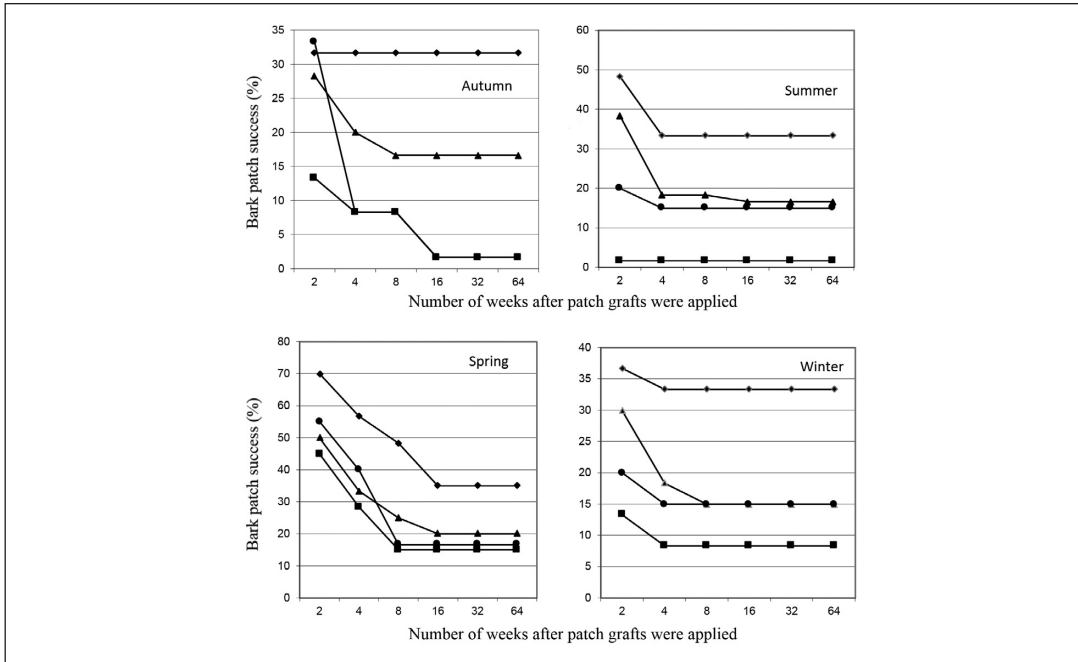 35
30
25
20
15
10
5
0
Autumn
Bark patch success (%)
2 4 8 16 32 64
60
50
40
30
20
10
0
Summer
2 4 8 16 32 64
Number of weeks after patch grafts were applied
80
70
60
50
40
30
20
10
0
Spring
Bark patch success (%)
2 4 8 16 32 64
40
35
30
25
20
15
10
5
0
Winter
2 4 8 16 32 64
Number of weeks after patch grafts were applied